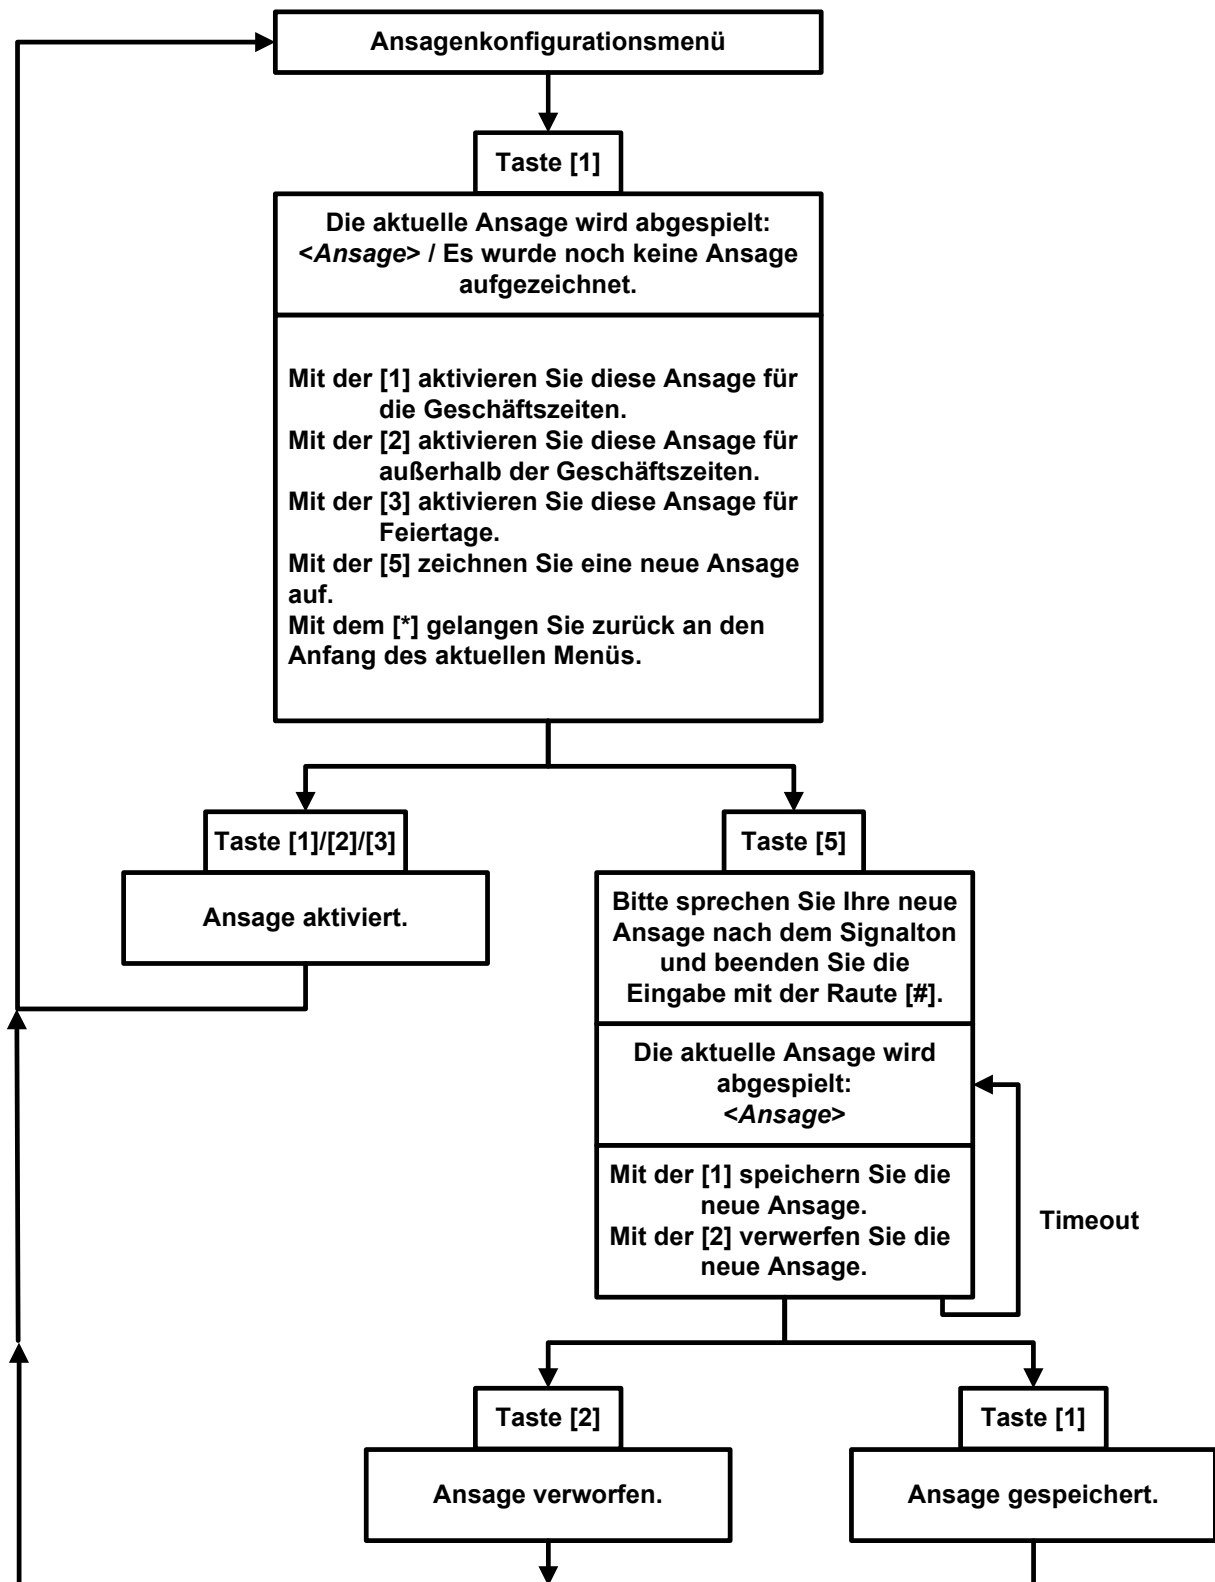 Ansagenkonfigurationsmenü
Taste [1]
Die aktuelle Ansage wird abgespielt:
<Ansage> / Es wurde noch keine Ansage
aufgezeichnet.
Mit der [1] aktivieren Sie diese Ansage für
die Geschäftszeiten.
Mit der [2] aktivieren Sie diese Ansage für
außerhalb der Geschäftszeiten.
Mit der [3] aktivieren Sie diese Ansage für
Feiertage.
Mit der [5] zeichnen Sie eine neue Ansage
auf.
Mit dem [*] gelangen Sie zurück an den
Anfang des aktuellen Menüs.
Taste [1]/[2]/[3]
Ansage aktiviert.
Taste [5]
Bitte sprechen Sie Ihre neue
Ansage nach dem Signalton
und beenden Sie die
Eingabe mit der Raute [#].
Die aktuelle Ansage wird
abgespielt:
<Ansage>
Mit der [1] speichern Sie die
neue Ansage.
Mit der [2] verwerfen Sie die
neue Ansage.
Timeout
Taste [2]
Ansage verworfen.
Taste [1]
Ansage gespeichert.